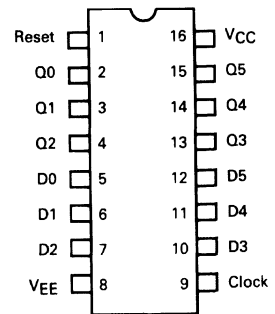 Reset 1 16 VCC
Q0 2 15 Q5
Q1 3 14 Q4
Q2 4 13 Q3
D0 5 12 D5
D1 6 11 D4
D2 7 10 D3
VEE 8 9 Clock